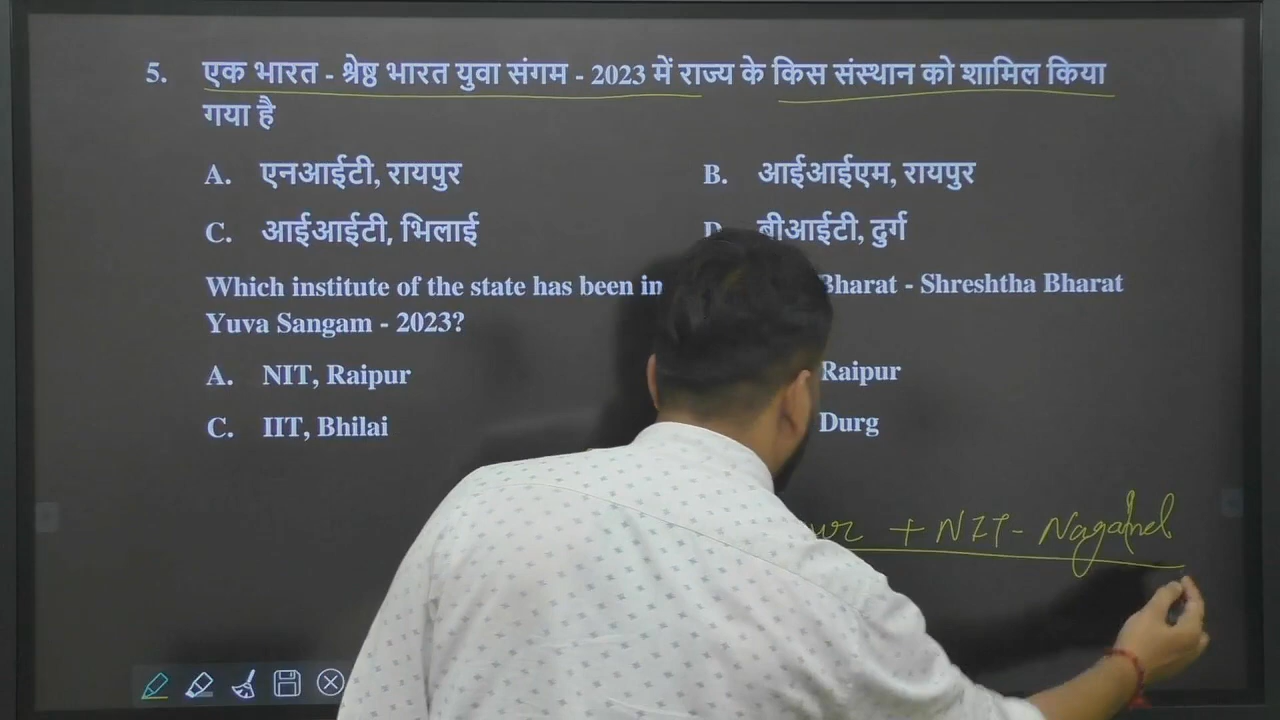 5. एक भारत - श्रेष्ठ भारत युवा संगम - 2023 में राज्य के किस संस्थान को शामिल किया
गया है
A. एनआईटी, रायपुर B. आईआईएम, रायपुर
C. आईआईटी, भिलाई D. बीआईटी, दुर्ग
Which institute of the state has been in Bharat - Shreshtha Bharat
Yuva Sangam - 2023?
A. NIT, Raipur Raipur
C. IIT, Bhilai Durg
ur + NIT -